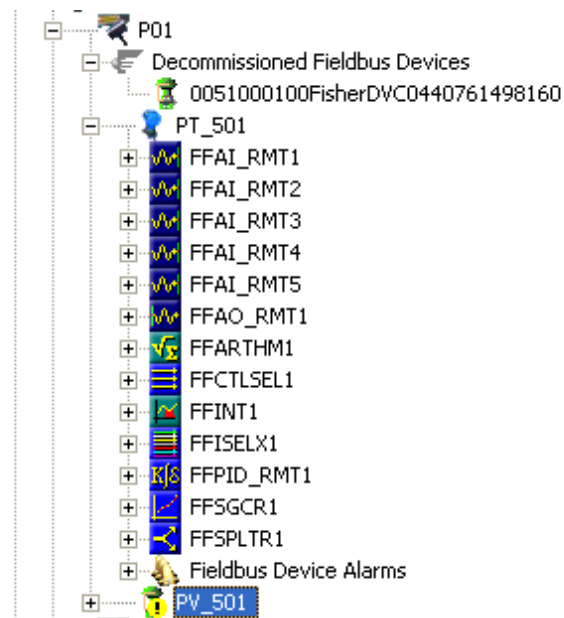 P01
Decommissioned Fieldbus Devices
0051000100FisherDVC0440761498160
PT_501
FFAI_RMT1
FFAI_RMT2
FFAI_RMT3
FFAI_RMT4
FFAI_RMT5
FFAO_RMT1
FFARTHM1
FFCTLSEL1
FFINT1
FFISELX1
FFPID_RMT1
FFSGCR1
FFSPLTR1
Fieldbus Device Alarms
PV_501